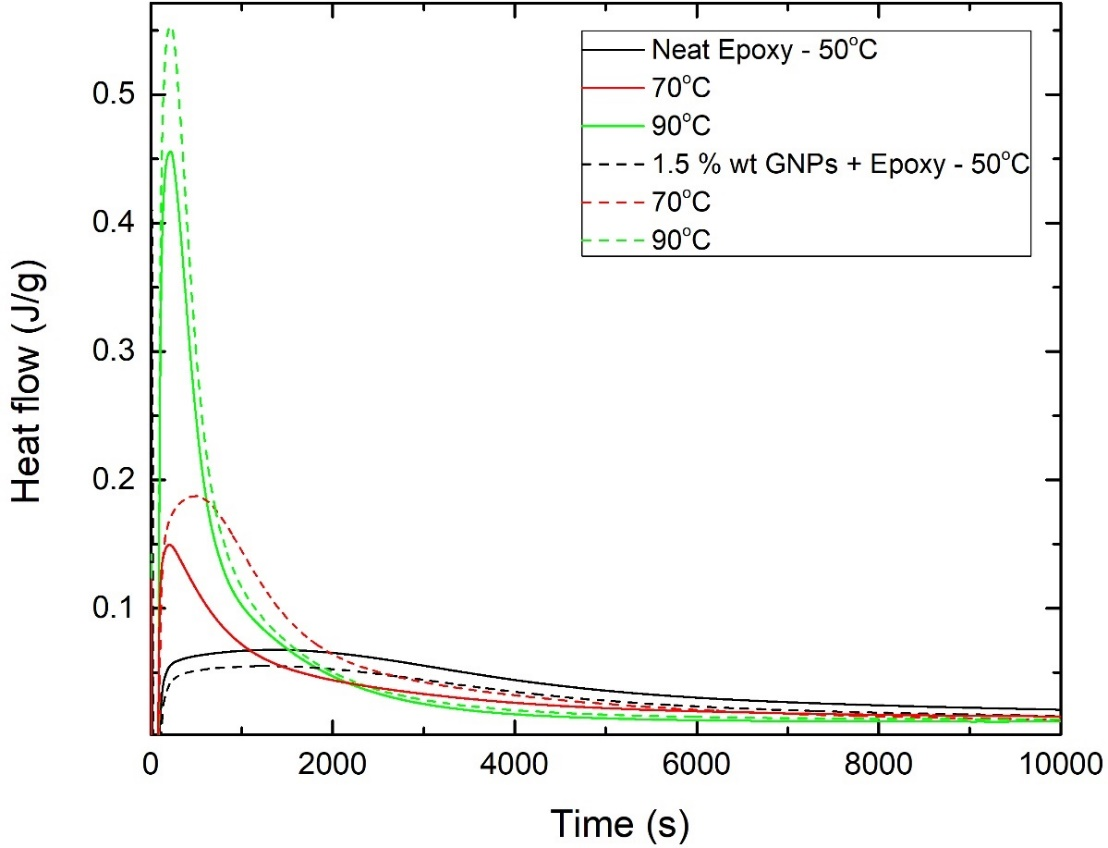 Neat Epoxy - 50°C
70°C
90°C
1.5 % wt GNPs + Epoxy - 50°C
70°C
90°C
Heat flow (J/g)
0.5
0.4
0.3
0.2
0.1
0 2000 4000 6000 8000 10000
Time (s)